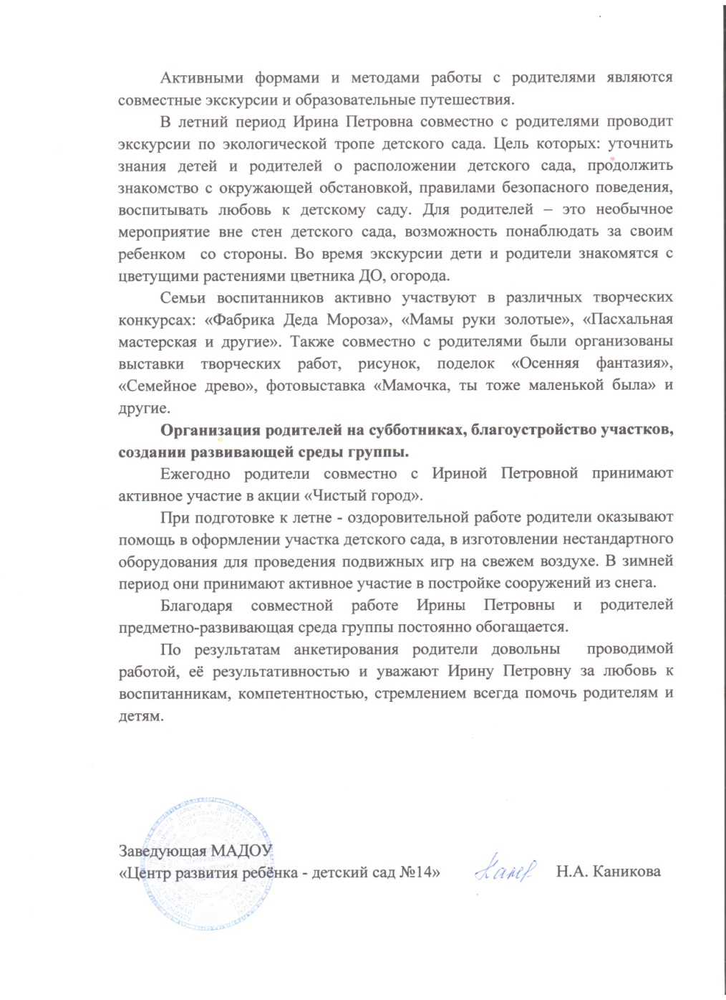 Активными формами и методами работы с родителями являются
совместные экскурсии и образовательные путешествия.
В летний период Ирина Петровна совместно с родителями проводит
экскурсии по экологической тропе детского сада. Цель которых: уточнить
знания детей и родителей о расположении детского сада, продолжить
знакомство с окружающей обстановкой, правилами безопасного поведения,
воспитывать любовь к детскому саду. Для родителей – это необычное
мероприятие вне стен детского сада, возможность понаблюдать за своим
ребенком со стороны. Во время экскурсии дети и родители знакомятся с
цветущими растениями цветника ДО, огорода.
Семьи воспитанников активно участвуют в различных творческих
конкурсах: «Фабрика Деда Мороза», «Мамы руки золотые», «Пасхальная
мастерская и другие». Также совместно с родителями были организованы
выставки творческих работ, рисунок, поделок «Осенняя фантазия»,
«Семейное древо», фотовыставка «Мамочка, ты тоже маленькой была» и
другие.
Организация родителей на субботниках, благоустройство участков,
создании развивающей среды группы.
Ежегодно родители совместно с Ириной Петровной принимают
активное участие в акции «Чистый город».
При подготовке к летне - оздоровительной работе родители оказывают
помощь в оформлении участка детского сада, в изготовлении нестандартного
оборудования для проведения подвижных игр на свежем воздухе. В зимней
период они принимают активное участие в постройке сооружений из снега.
Благодаря совместной работе Ирины Петровны и родителей
предметно-развивающая среда группы постоянно обогащается.
По результатам анкетирования родители довольны проводимой
работой, её результативностью и уважают Ирину Петровну за любовь к
воспитанникам, компетентностью, стремлением всегда помочь родителям и
детям.
Заведующая МАДОУ
«Центр развития ребёнка - детский сад №14» Н.А. Каникова